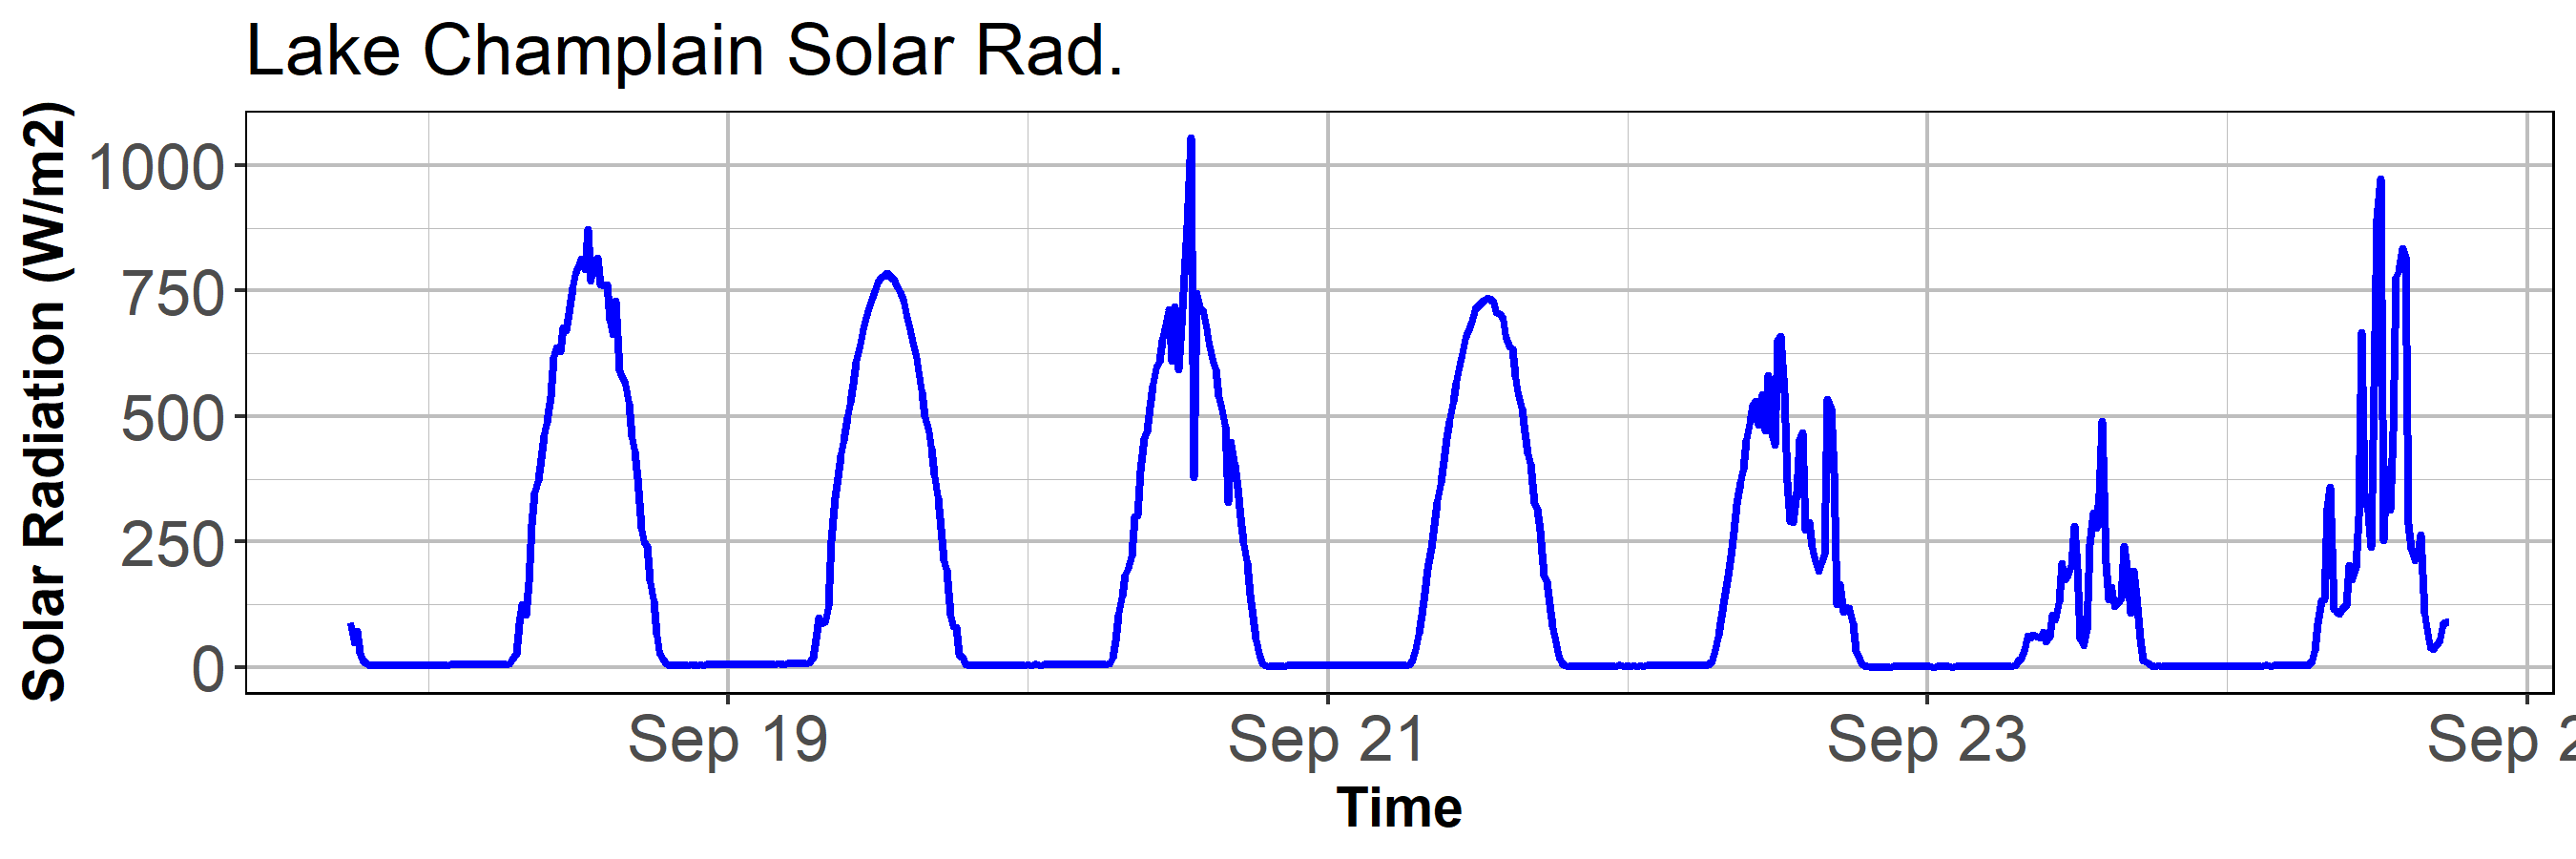 Lake Champlain Solar Rad.
Solar Radiation (W/m2)
1000
750
500
250
0
Sep 19 Sep 21 Sep 23 Sep
Time